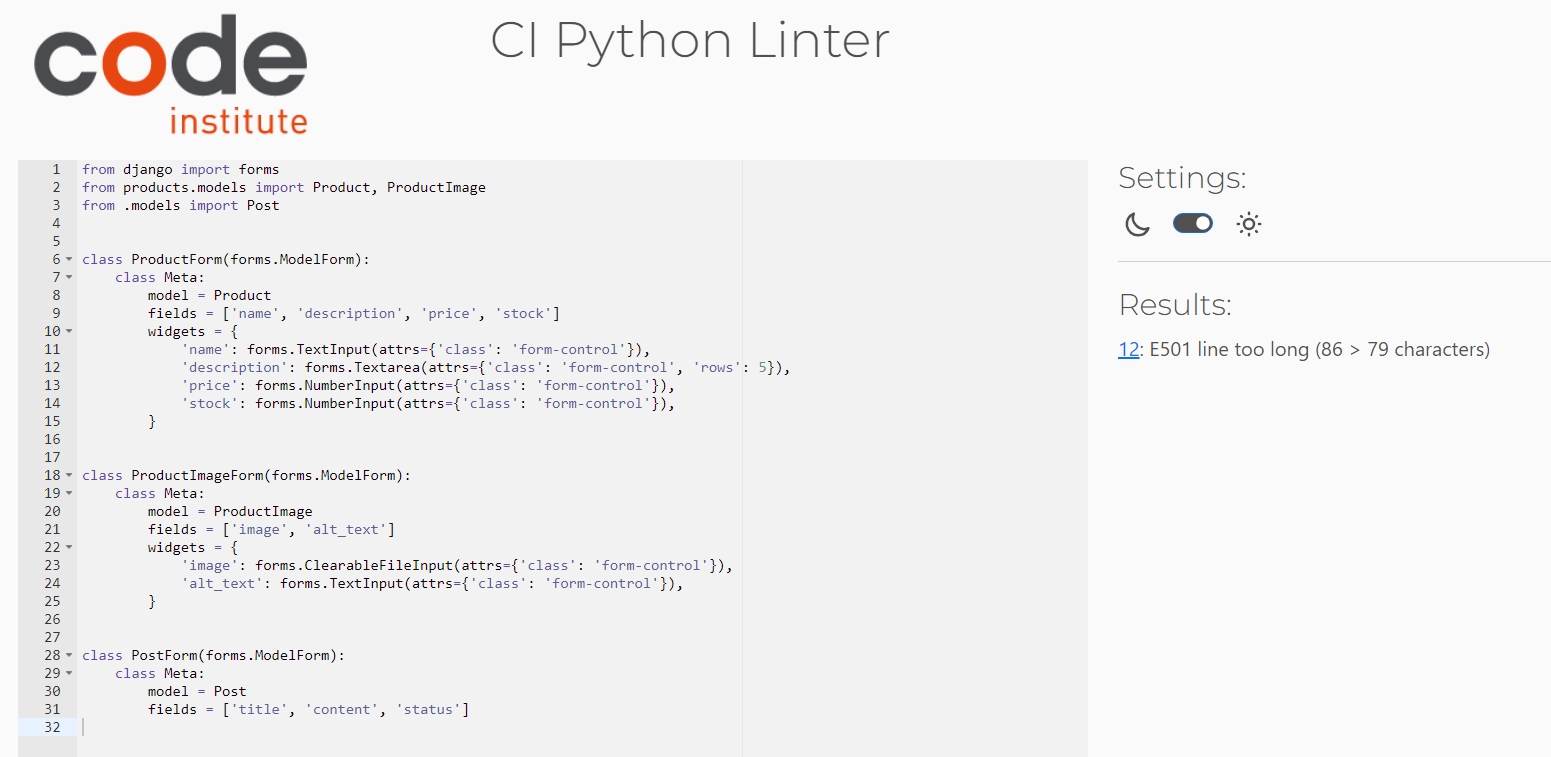 code
institute
CI Python Linter
1 from django import forms
2 from products.models import Product, ProductImage
3 from .models import Post
4
5
6 class ProductForm(forms.ModelForm):
7     class Meta:
8         model = Product
9         fields = ['name', 'description', 'price', 'stock']
10         widgets = {
11             'name': forms.TextInput(attrs={'class': 'form-control'}),
12             'description': forms.Textarea(attrs={'class': 'form-control', 'rows': 5}),
13             'price': forms.NumberInput(attrs={'class': 'form-control'}),
14             'stock': forms.NumberInput(attrs={'class': 'form-control'}),
15         }
16
17
18 class ProductImageForm(forms.ModelForm):
19     class Meta:
20         model = ProductImage
21         fields = ['image', 'alt_text']
22         widgets = {
23             'image': forms.ClearableFileInput(attrs={'class': 'form-control'}),
24             'alt_text': forms.TextInput(attrs={'class': 'form-control'}),
25         }
26
27
28 class PostForm(forms.ModelForm):
29     class Meta:
30         model = Post
31         fields = ['title', 'content', 'status']
32
Settings:
Results:
12: E501 line too long (86 > 79 characters)